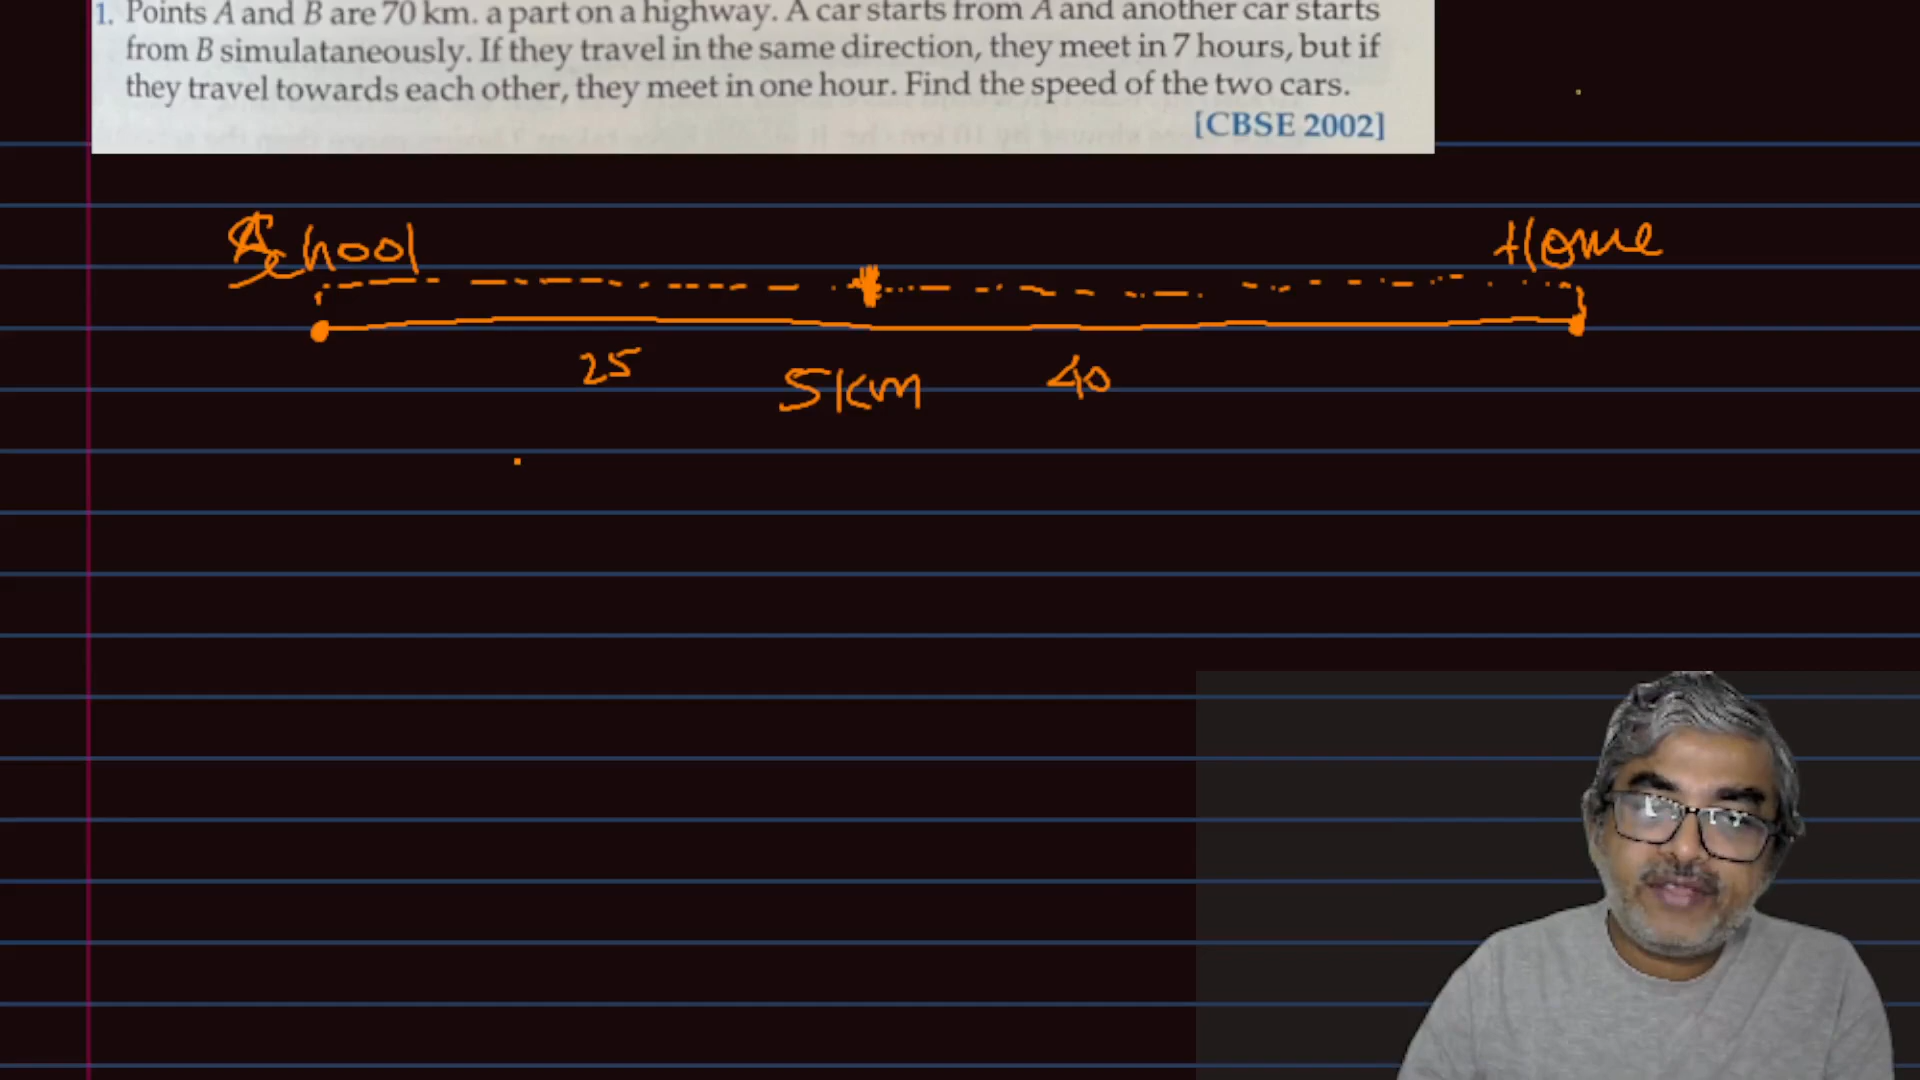 1. Points A and B are 70 km. a part on a highway. A car starts from A and another car starts
from B simulataneously. If they travel in the same direction, they meet in 7 hours, but if
they travel towards each other, they meet in one hour. Find the speed of the two cars.
[CBSE 2002]
School Home
25 5km 40